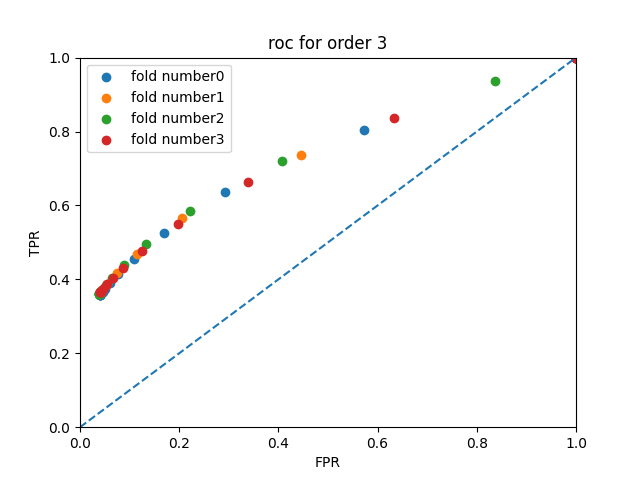 roc for order 3
1.0
0.8
0.6
0.4
0.2
0.0
TPR
fold number0
fold number1
fold number2
fold number3
0.0 0.2 0.4 0.6 0.8 1.0
FPR